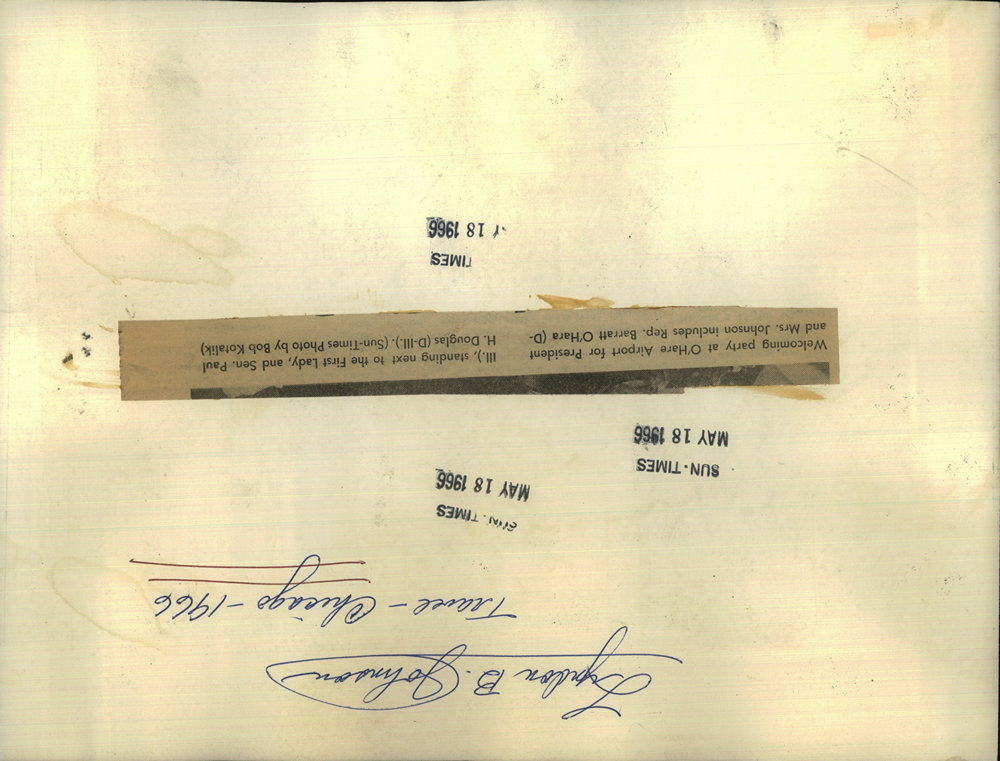 Lyndon B. Johnson
Travel - Chicago - 1966
SUN-TIMES
MAY 18 1966
SUN-TIMES
MAY 18 1966
Welcoming party at O'Hare Airport for President
and Mrs. Johnson includes Rep. Barratt O'Hara (D-
Ill.), standing next to the First Lady, and Sen. Paul
H. Douglas (D-Ill.). (Sun-Times Photo by Bob Kotalik)
TIMES
Y 18 1966